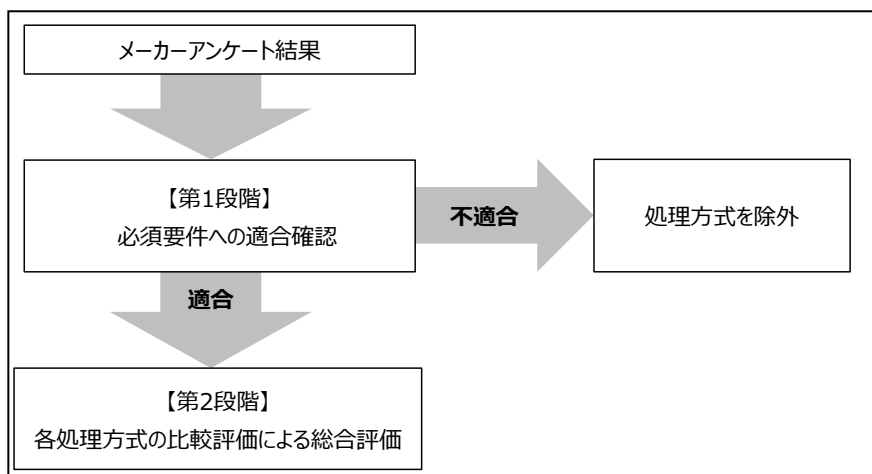 メーカーアンケート結果
【第1段階】
必須要件への適合確認
不適合
処理方式を除外
適合
【第2段階】
各処理方式の比較評価による総合評価